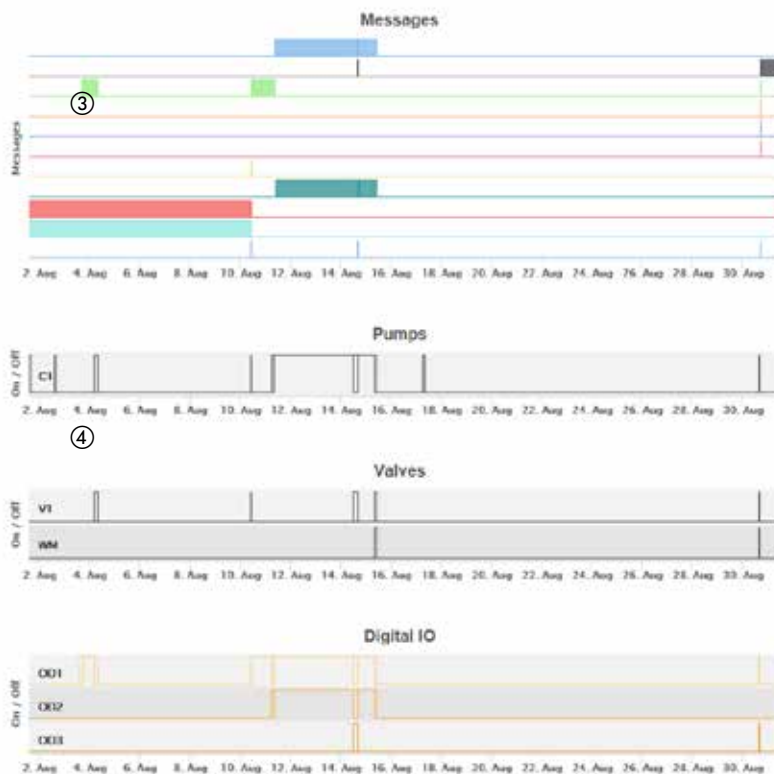 Messages
③
Messages
2. Aug 4. Aug 6. Aug 8. Aug 10. Aug 12. Aug 14. Aug 16. Aug 18. Aug 20. Aug 22. Aug 24. Aug 26. Aug 28. Aug 30. Aug
Pumps
On / Off
C1
2. Aug 4. Aug 6. Aug 8. Aug 10. Aug 12. Aug 14. Aug 16. Aug 18. Aug 20. Aug 22. Aug 24. Aug 26. Aug 28. Aug 30. Aug
④
Valves
On / Off
V1
WM
2. Aug 4. Aug 6. Aug 8. Aug 10. Aug 12. Aug 14. Aug 16. Aug 18. Aug 20. Aug 22. Aug 24. Aug 26. Aug 28. Aug 30. Aug
Digital IO
On / Off
OO1
OO2
OO3
2. Aug 4. Aug 6. Aug 8. Aug 10. Aug 12. Aug 14. Aug 16. Aug 18. Aug 20. Aug 22. Aug 24. Aug 26. Aug 28. Aug 30. Aug